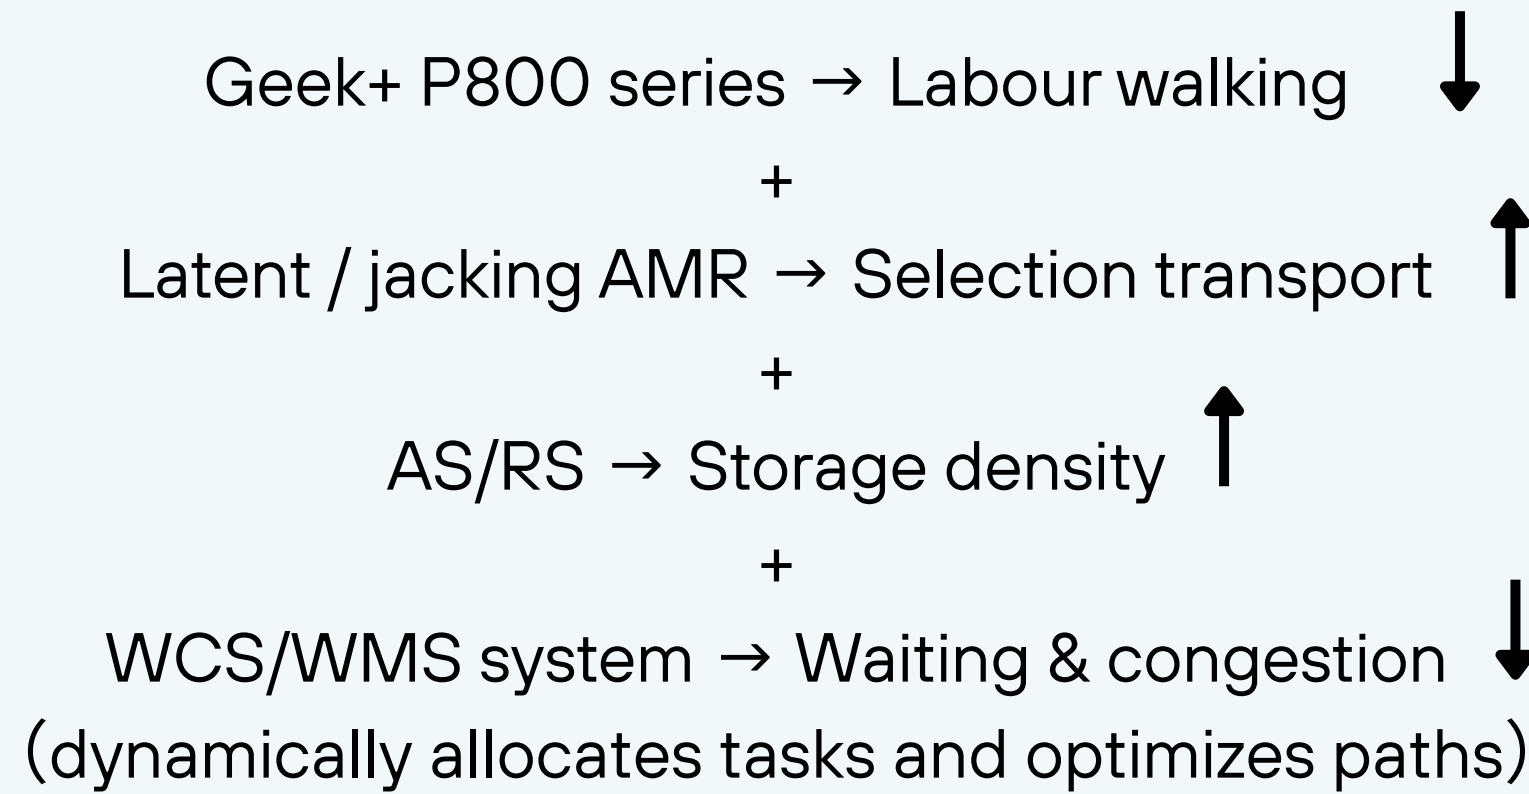 Geek+ P800 series → Labour walking ↓
+
Latent / jacking AMR → Selection transport ↑
+
AS/RS → Storage density ↑
+
WCS/WMS system → Waiting & congestion ↓
(dynamically allocates tasks and optimizes paths)